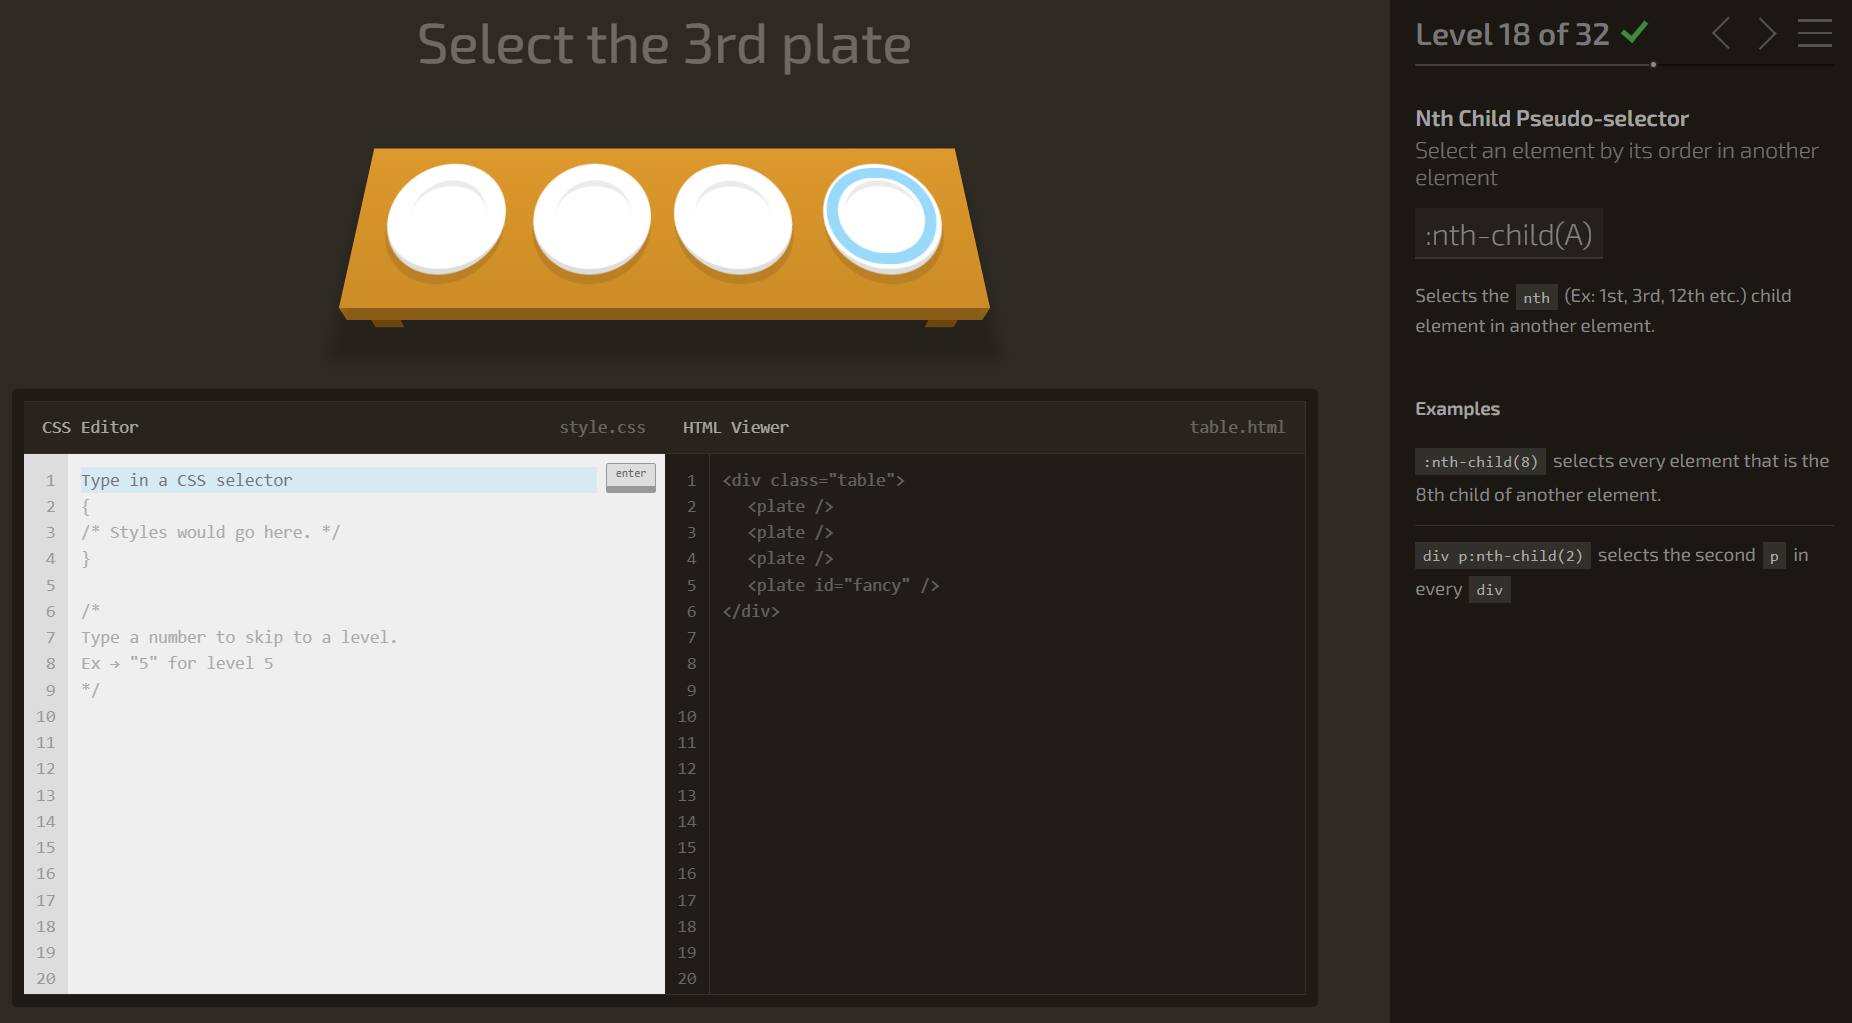 Select the 3rd plate
CSS Editor style.css
enter
1 Type in a CSS selector
2 {
3 /* Styles would go here. */
4 }
5
6 /*
7 Type a number to skip to a level.
8 Ex → "5" for level 5
9 */
10
11
12
13
14
15
16
17
18
19
20
HTML Viewer table.html
1 <div class="table">
2 <plate />
3 <plate />
4 <plate />
5 <plate id="fancy" />
6 </div>
7
8
9
10
11
12
13
14
15
16
17
18
19
20
Level 18 of 32
Nth Child Pseudo-selector
Select an element by its order in another
element
:nth-child(A)
Selects the nth (Ex: 1st, 3rd, 12th etc.) child
element in another element.
Examples
:nth-child(8) selects every element that is the
8th child of another element.
div p:nth-child(2) selects the second p in
every div